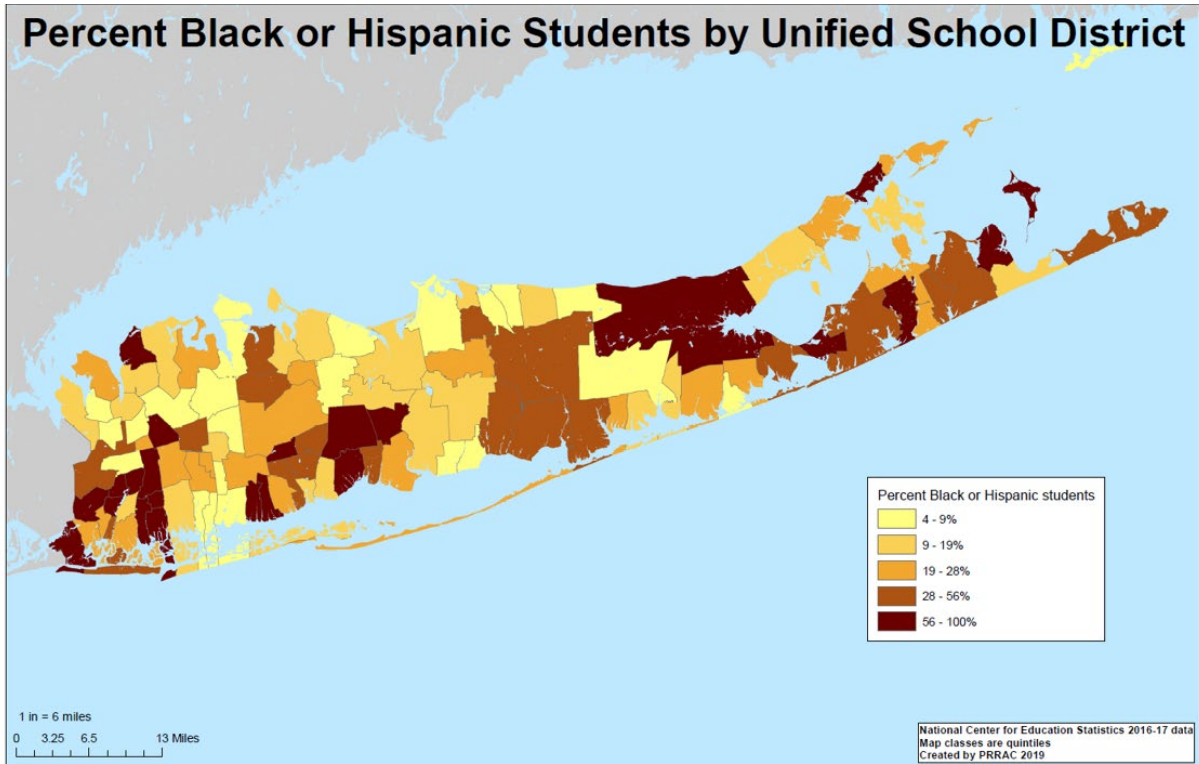 Percent Black or Hispanic Students by Unified School District
Percent Black or Hispanic students
4 - 9%
9 - 19%
19 - 28%
28 - 56%
56 - 100%
1 in = 6 miles
0 3.25 6.5 13 Miles
National Center for Education Statistics 2016-17 data
Map classes are quintiles
Created by PRRAC 2019